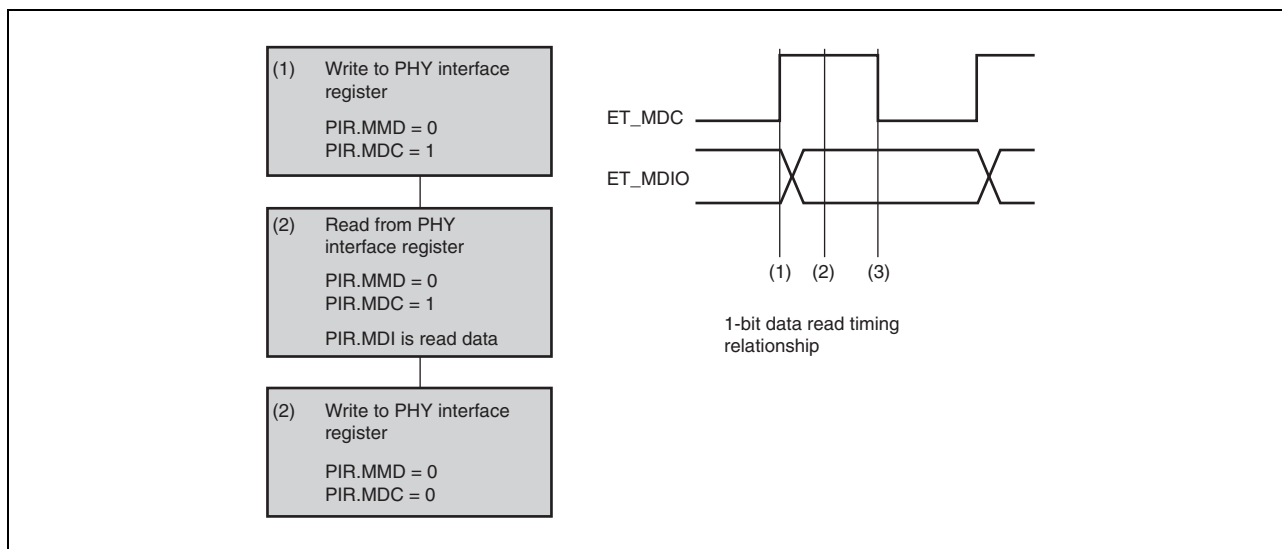 (1) Write to PHY interface
register
PIR.MMD = 0
PIR.MDC = 1
(2) Read from PHY
interface register
PIR.MMD = 0
PIR.MDC = 1
PIR.MDI is read data
(2) Write to PHY interface
register
PIR.MMD = 0
PIR.MDC = 0
ET_MDC
ET_MDIO
(1) (2) (3)
1-bit data read timing
relationship